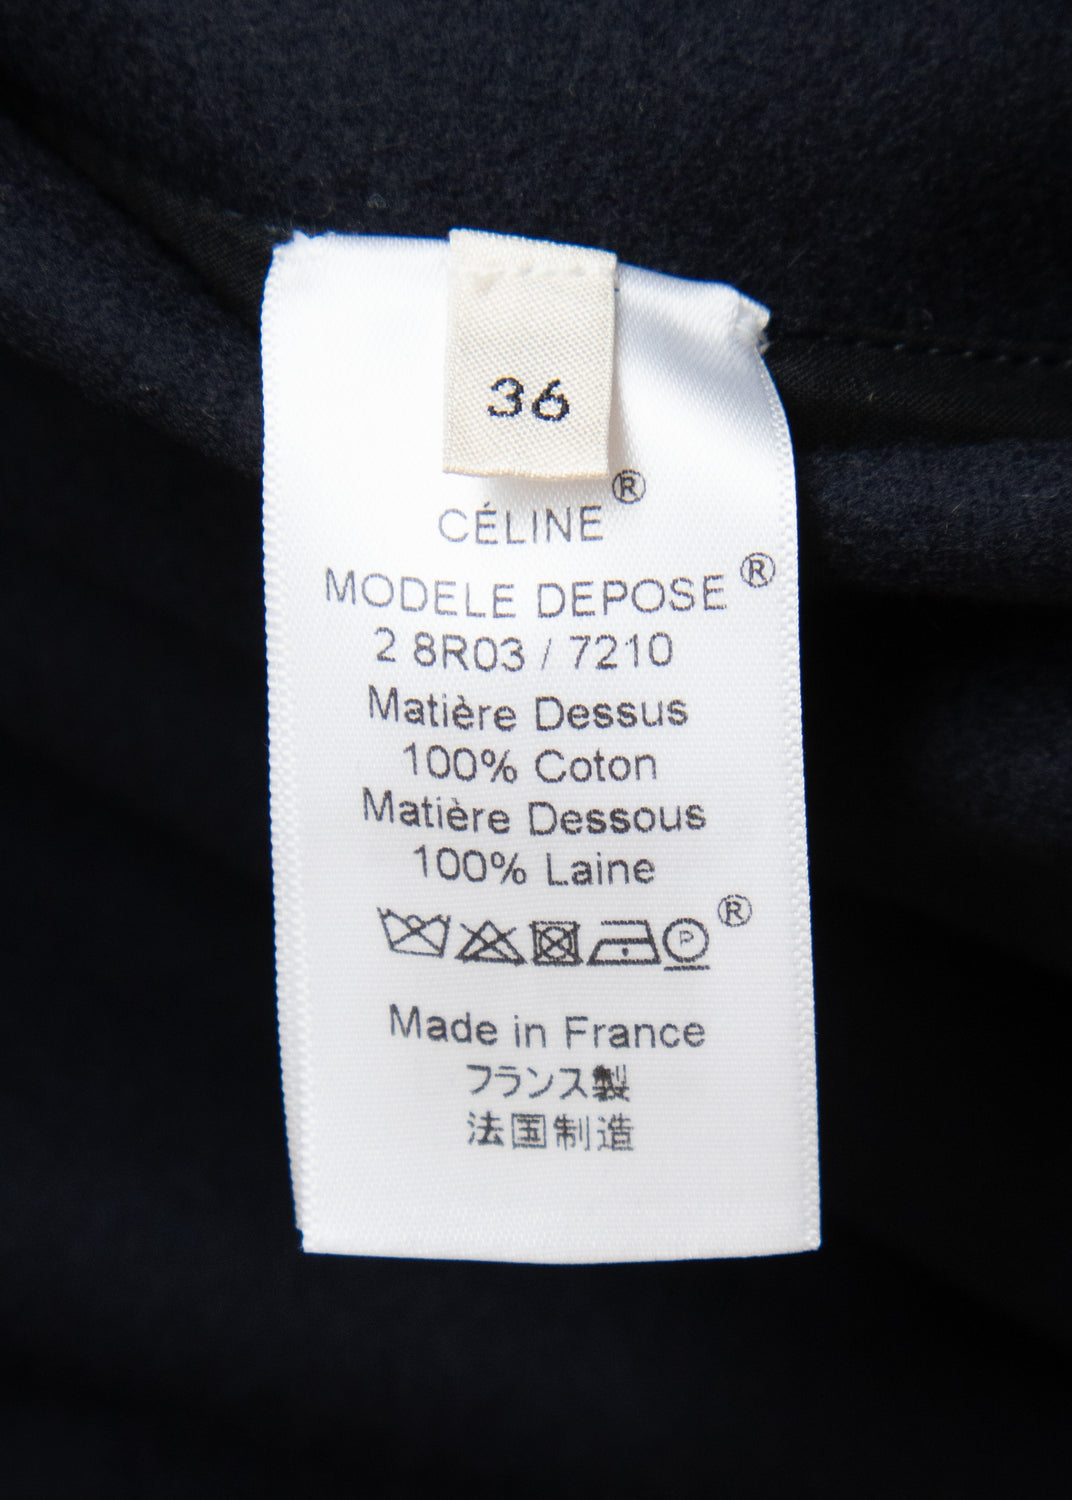 36
CÉLINE®
MODELE DEPOSE®
2 8R03 / 7210
Matière Dessus
100% Coton
Matière Dessous
100% Laine
P ®
Made in France
フランス製
法国制造